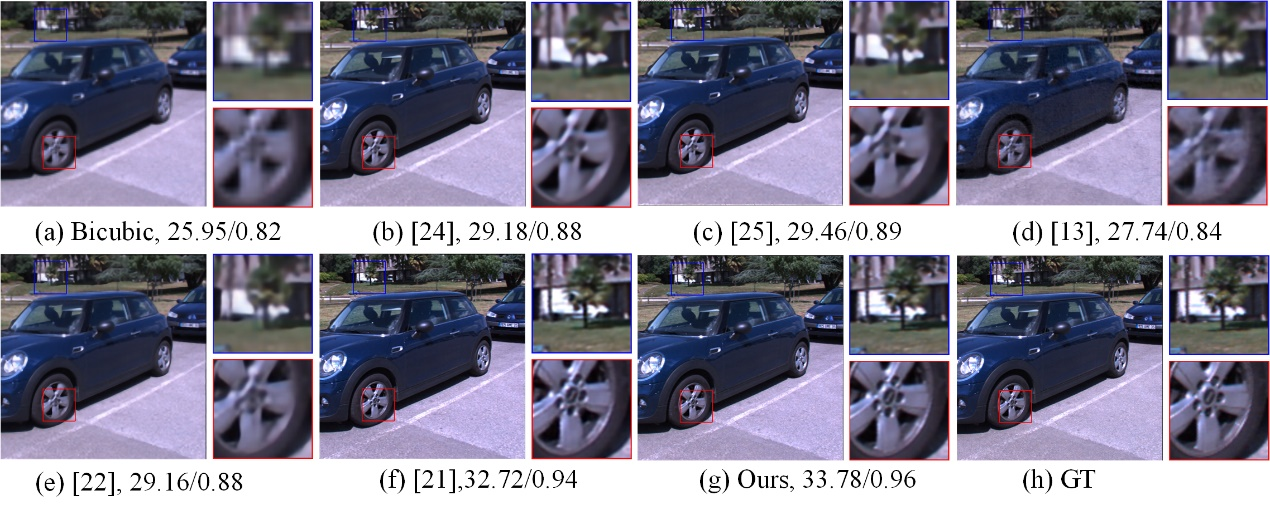 (a) Bicubic, 25.95/0.82
(b) [24], 29.18/0.88
(c) [25], 29.46/0.89
(d) [13], 27.74/0.84
(e) [22], 29.16/0.88
(f) [21],32.72/0.94
(g) Ours, 33.78/0.96
(h) GT